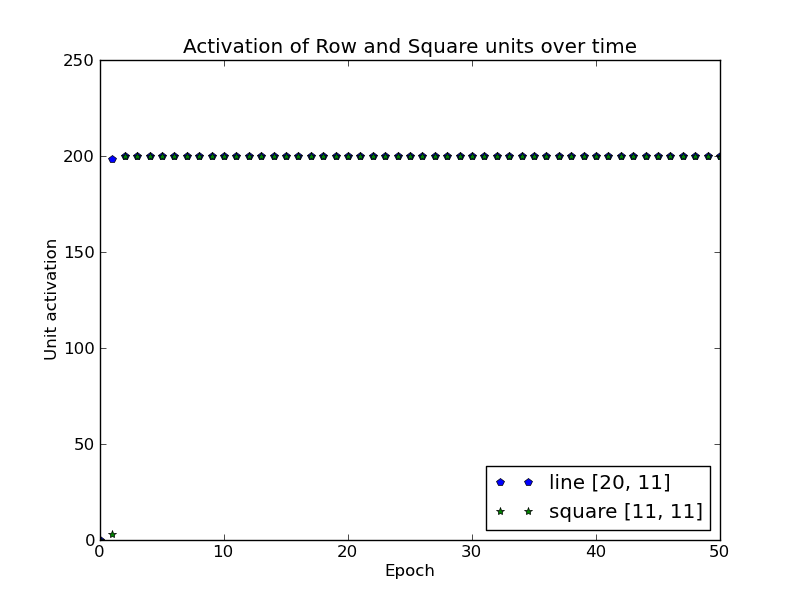 Activation of Row and Square units over time
250
200
150
100
50
0
Unit activation
line [20, 11]
square [11, 11]
0 10 20 30 40 50
Epoch